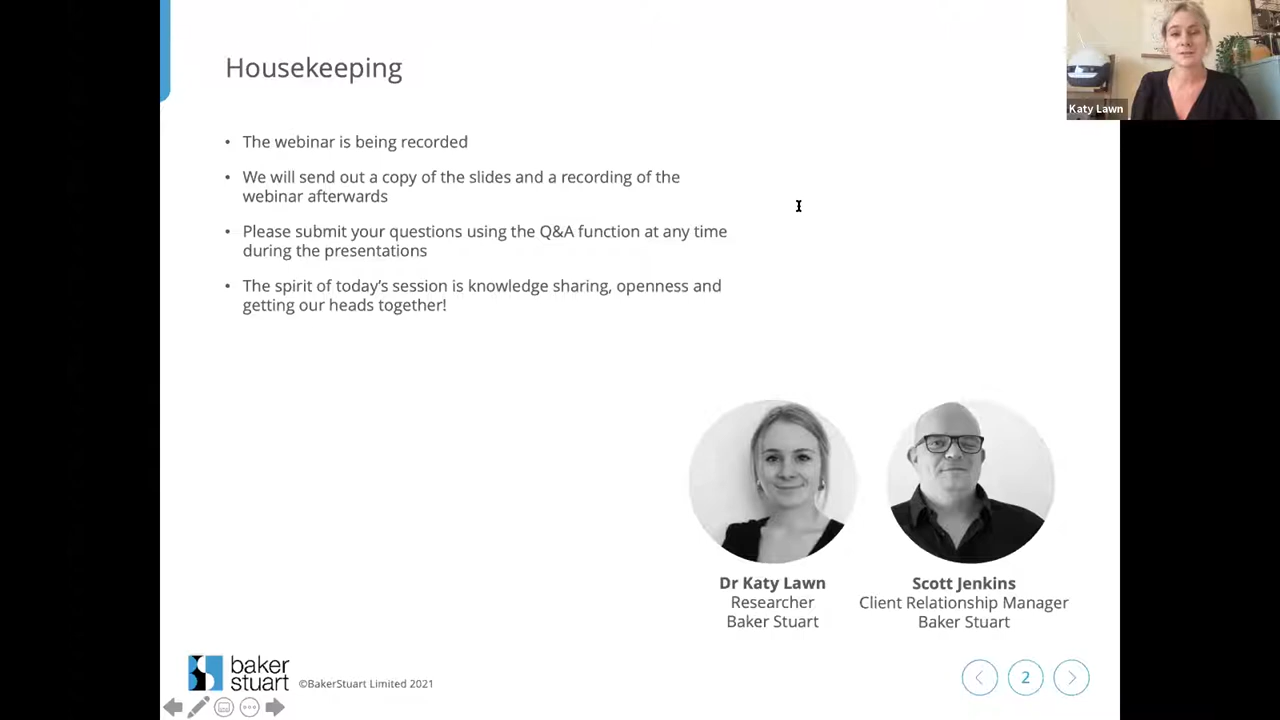 Housekeeping
Katy Lawn
• The webinar is being recorded
• We will send out a copy of the slides and a recording of the
webinar afterwards
• Please submit your questions using the Q&A function at any time
during the presentations
• The spirit of today's session is knowledge sharing, openness and
getting our heads together!
Dr Katy Lawn
Researcher
Baker Stuart
Scott Jenkins
Client Relationship Manager
Baker Stuart
baker
stuart
©BakerStuart Limited 2021
2